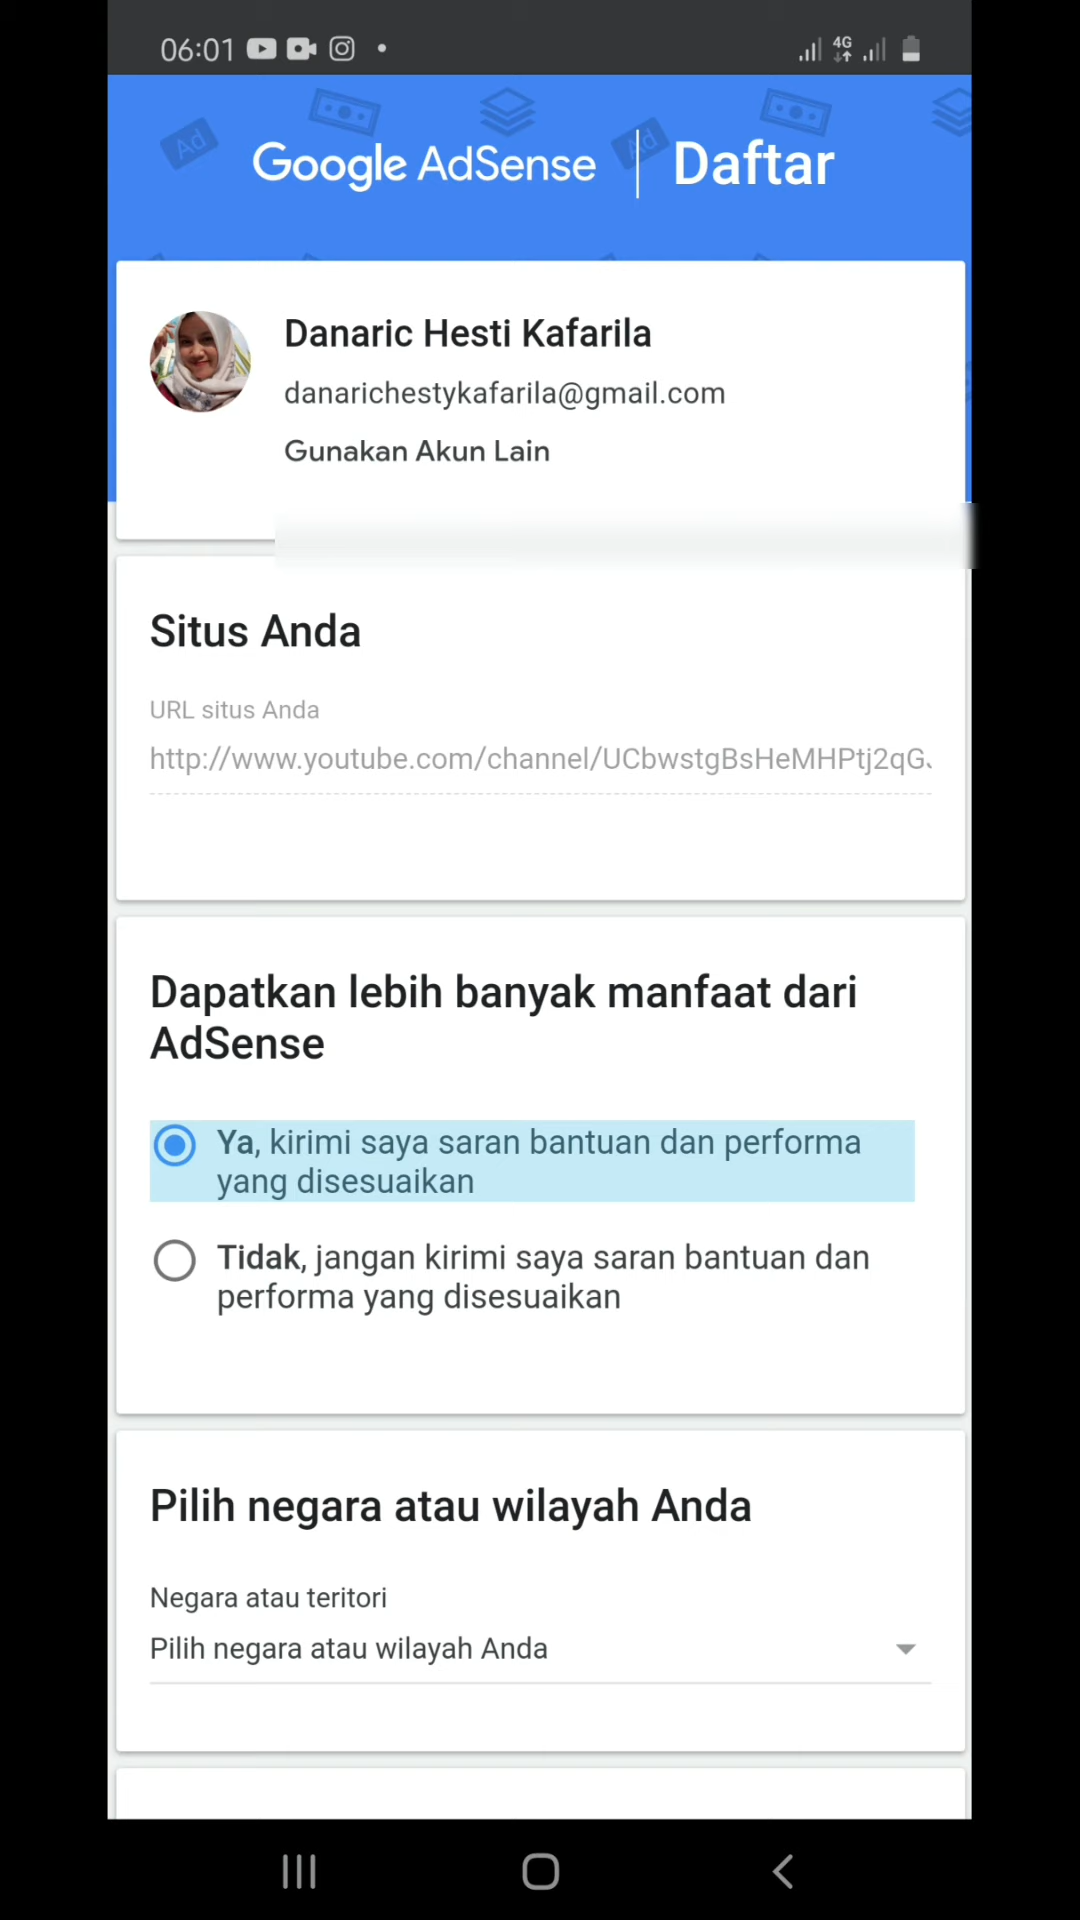 06:01
4G
Google AdSense | Daftar
Danaric Hesti Kafarila
danarichestykafarila@gmail.com
Gunakan Akun Lain
Situs Anda
URL situs Anda
http://www.youtube.com/channel/UCbwstgBsHeMHPtj2qG
Dapatkan lebih banyak manfaat dari
AdSense
Ya, kirimi saya saran bantuan dan performa
yang disesuaikan
Tidak, jangan kirimi saya saran bantuan dan
performa yang disesuaikan
Pilih negara atau wilayah Anda
Negara atau teritori
Pilih negara atau wilayah Anda